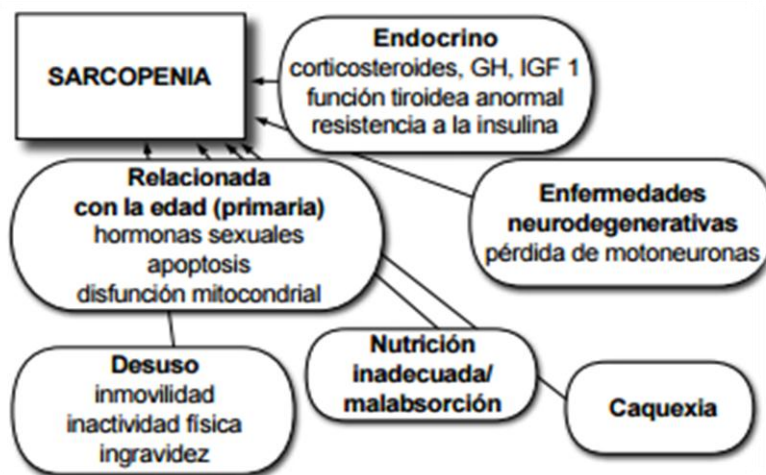 SARCOPENIA
Endocrino
corticosteroides, GH, IGF 1
función tiroidea anormal
resistencia a la insulina
Relacionada
con la edad (primaria)
hormonas sexuales
apoptosis
disfunción mitocondrial
Enfermedades
neurodegenerativas
pérdida de motoneuronas
Desuso
inmovilidad
inactividad física
ingravidez
Nutrición
inadecuada/
malabsorción
Caquexia